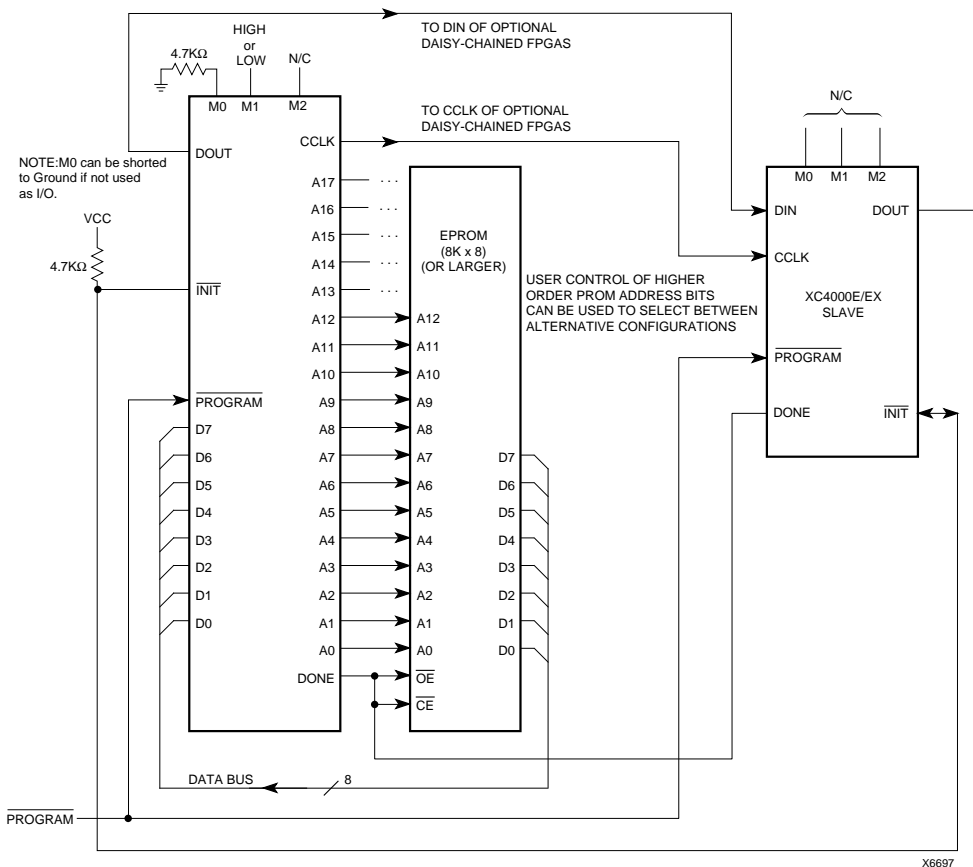 TO DIN OF OPTIONAL
DAISY-CHAINED FPGAS
HIGH
or
LOW
4.7KΩ
N/C
M0
M1
M2
TO CCLK OF OPTIONAL
DAISY-CHAINED FPGAS
N/C
M0
M1
M2
NOTE:M0 can be shorted
to Ground if not used
as I/O.
VCC
4.7KΩ
DOUT
INIT
PROGRAM
D7
D6
D5
D4
D3
D2
D1
D0
CCLK
A17
...
A16
...
A15
...
A14
...
A13
...
A12
A11
A10
A9
A8
A7
A6
A5
A4
A3
A2
A1
A0
DONE
EPROM
(8K x 8)
(OR LARGER)
A12
A11
A10
A9
A8
A7
A6
A5
A4
A3
A2
A1
A0
OE
CE
D7
D6
D5
D4
D3
D2
D1
D0
USER CONTROL OF HIGHER
ORDER PROM ADDRESS BITS
CAN BE USED TO SELECT BETWEEN
ALTERNATIVE CONFIGURATIONS
DIN
DOUT
CCLK
XC4000E/EX
SLAVE
PROGRAM
DONE
INIT
DATA BUS
8
PROGRAM
X6697